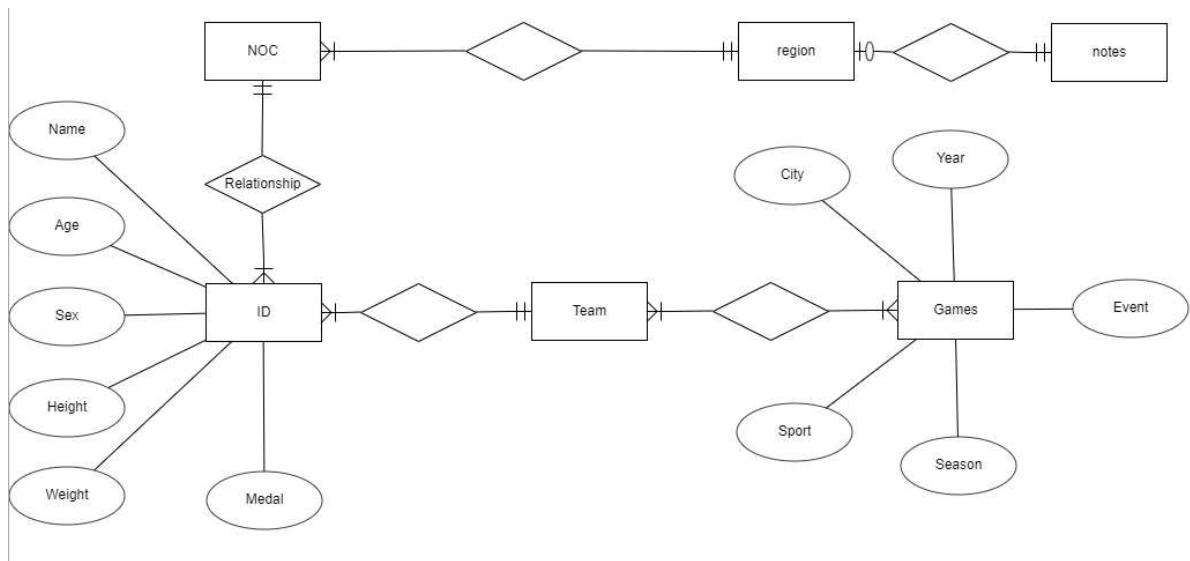 NOC
region
notes
Name
Year
City
Relationship
Age
Event
Sex
ID
Team
Games
Height
Sport
Season
Weight
Medal